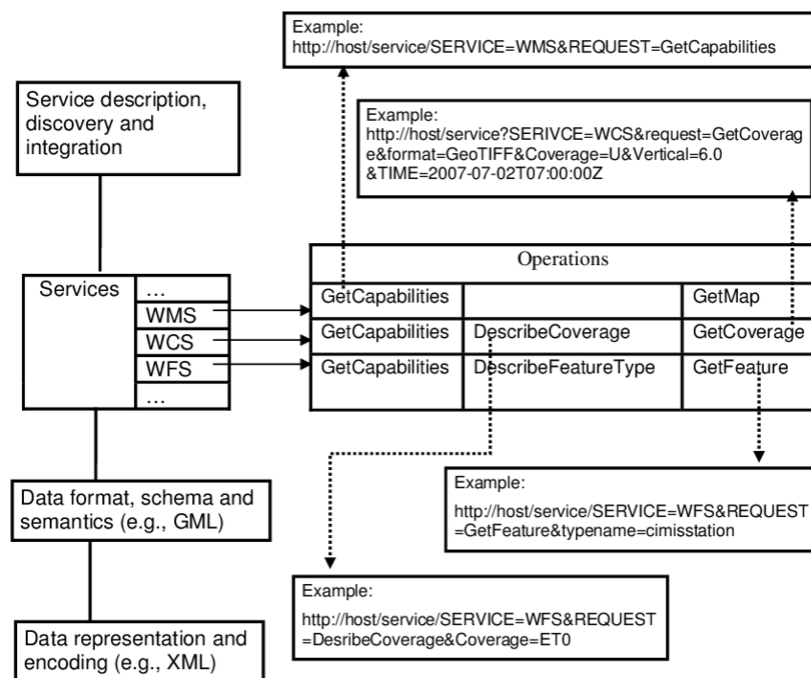 Example:
http://host/service/SERVICE=WMS&REQUEST=GetCapabilities
Service description,
discovery and
integration
Example:
http://host/service?SERIVCE=WCS&request=GetCoverag
e&format=GeoTIFF&Coverage=U&Vertical=6.0
&TIME=2007-07-02T07:00:00Z
Operations
Services
...
WMS
WCS
WFS
...
GetCapabilities
GetMap
GetCapabilities
DescribeCoverage
GetCoverage
GetCapabilities
DescribeFeatureType
GetFeature
Data format, schema and
semantics (e.g., GML)
Example:
http://host/service/SERVICE=WFS&REQUEST
=GetFeature&typename=cimisstation
Example:
http://host/service/SERVICE=WFS&REQUEST
=DesribeCoverage&Coverage=ET0
Data representation and
encoding (e.g., XML)